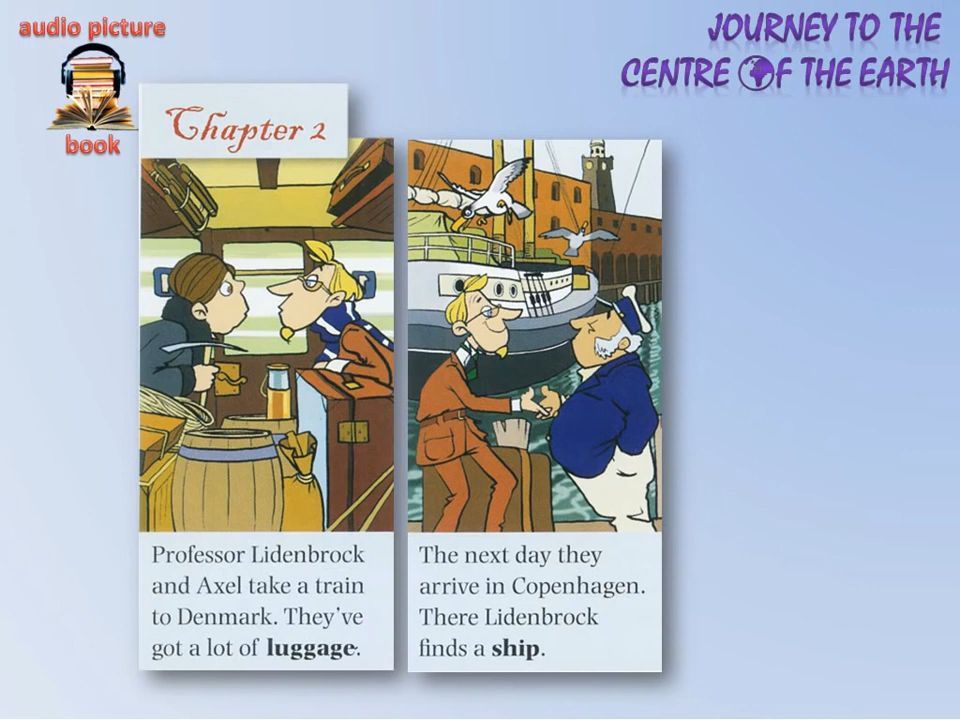 audio picture
book
JOURNEY TO THE
CENTRE OF THE EARTH
Chapter 2
Professor Lidenbrock
and Axel take a train
to Denmark. They've
got a lot of luggage.
The next day they
arrive in Copenhagen.
There Lidenbrock
finds a ship.